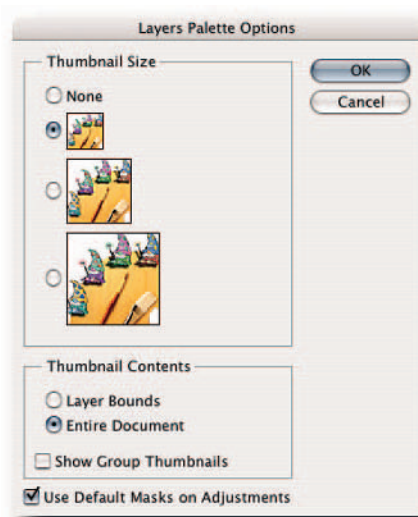 Layers Palette Options
Thumbnail Size
None
OK
Cancel
Thumbnail Contents
Layer Bounds
Entire Document
Show Group Thumbnails
Use Default Masks on Adjustments